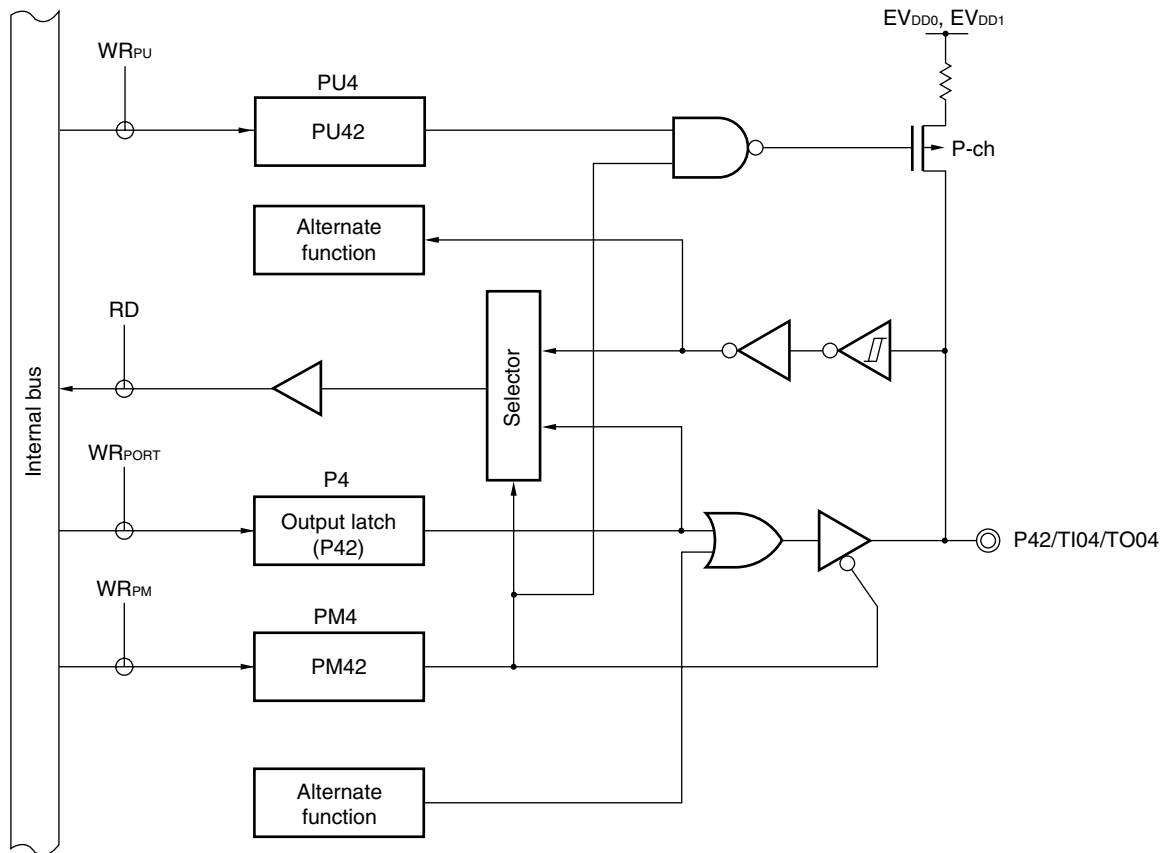 EVDD0, EVDD1
WRPU
PU4
PU42
P-ch
Alternate
function
RD
Selector
Internal bus
WRPORT
P4
Output latch
(P42)
P42/TI04/TO04
WRPM
PM4
PM42
Alternate
function